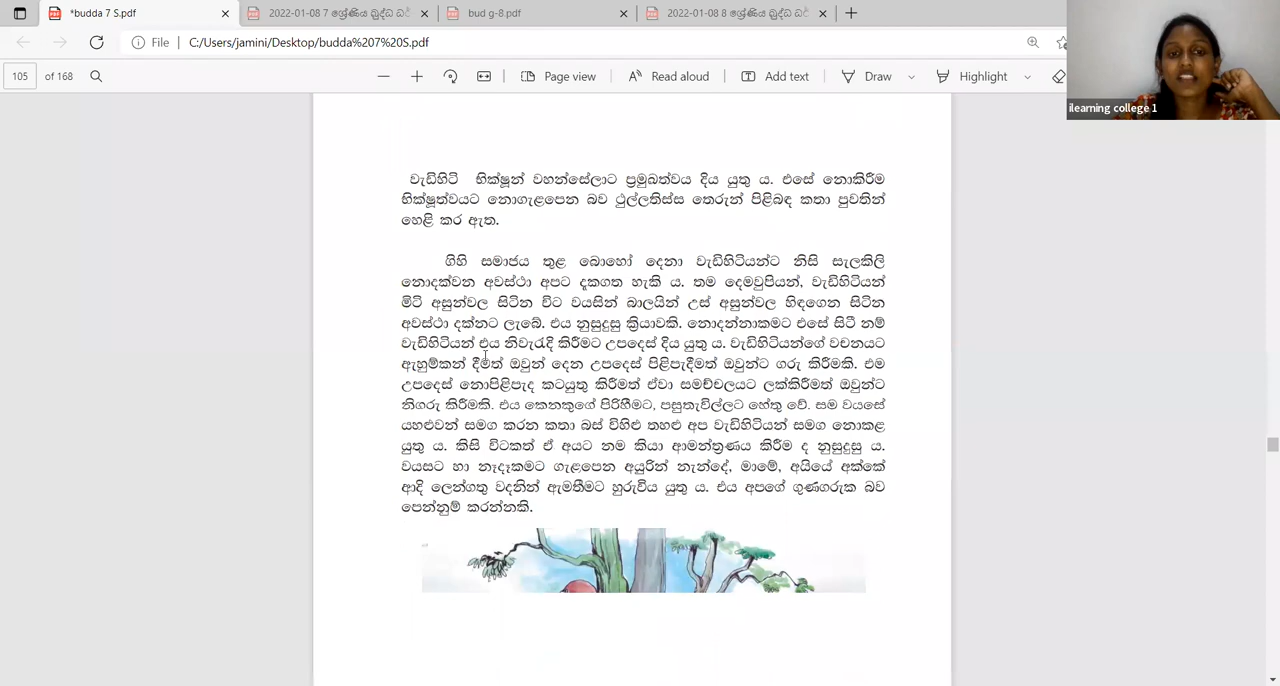 *budda 7 S.pdf
2022-01-08 7 ශ්‍රේණිය බුද්ධ ධර්
bud g-8.pdf
2022-01-08 8 ශ්‍රේණිය බුද්ධ ධර්
File C:/Users/jamini/Desktop/budda%207%20S.pdf
105 of 168 Page view Read aloud Add text Draw Highlight
ilearning college 1
වැඩිහිටි භික්ෂූන් වහන්සේලාට ප්‍රමුඛත්වය දිය යුතු ය. එසේ නොකිරීම
භික්ෂුත්වයට නොගැළපෙන බව ථුල්ලතිස්ස තෙරුන් පිළිබඳ කතා පුවතින්
හෙළි කර ඇත.
ගිහි සමාජය තුළ බොහෝ දෙනා වැඩිහිටියන්ට නිසි සැලකිලි
නොදක්වන අවස්ථා අපට දැකගත හැකි ය. තම දෙමවුපියන්, වැඩිහිටියන්
මිටි අසුන්වල සිටින විට වයසින් බාලයින් උස් අසුන්වල හිඳගෙන සිටින
අවස්ථා දක්නට ලැබේ. එය නුසුදුසු ක්‍රියාවකි. නොදන්නාකමට එසේ සිටී නම්
වැඩිහිටියන් එය නිවැරැදි කිරීමට උපදෙස් දිය යුතු ය. වැඩිහිටියන්ගේ වචනයට
ඇහුම්කන් දීමත් ඔවුන් දෙන උපදෙස් පිළිපැදීමත් ඔවුන්ට ගරු කිරීමකි. එම
උපදෙස් නොපිළිපැද කටයුතු කිරීමත් ඒවා සමච්චලයට ලක්කිරීමත් ඔවුන්ට
නිගරු කිරීමකි. එය කෙනකුගේ පිරිහීමට, පසුතැවිල්ලට හේතු වේ. සම වයසේ
යහළුවන් සමග කරන කතා බස් විහිළු තහළු අප වැඩිහිටියන් සමග නොකළ
යුතු ය. කිසි විටකත් ඒ අයට නම කියා ආමන්ත්‍රණය කිරීම ද නුසුදුසු ය.
වයසට හා නෑදෑකමට ගැළපෙන අයුරින් නැන්දේ, මාමේ, අයියේ අක්කේ
ආදි ලෙන්ගතු වදනින් ඇමතීමට හුරුවිය යුතු ය. එය අපගේ ගුණගරුක බව
පෙන්නුම් කරන්නකි.